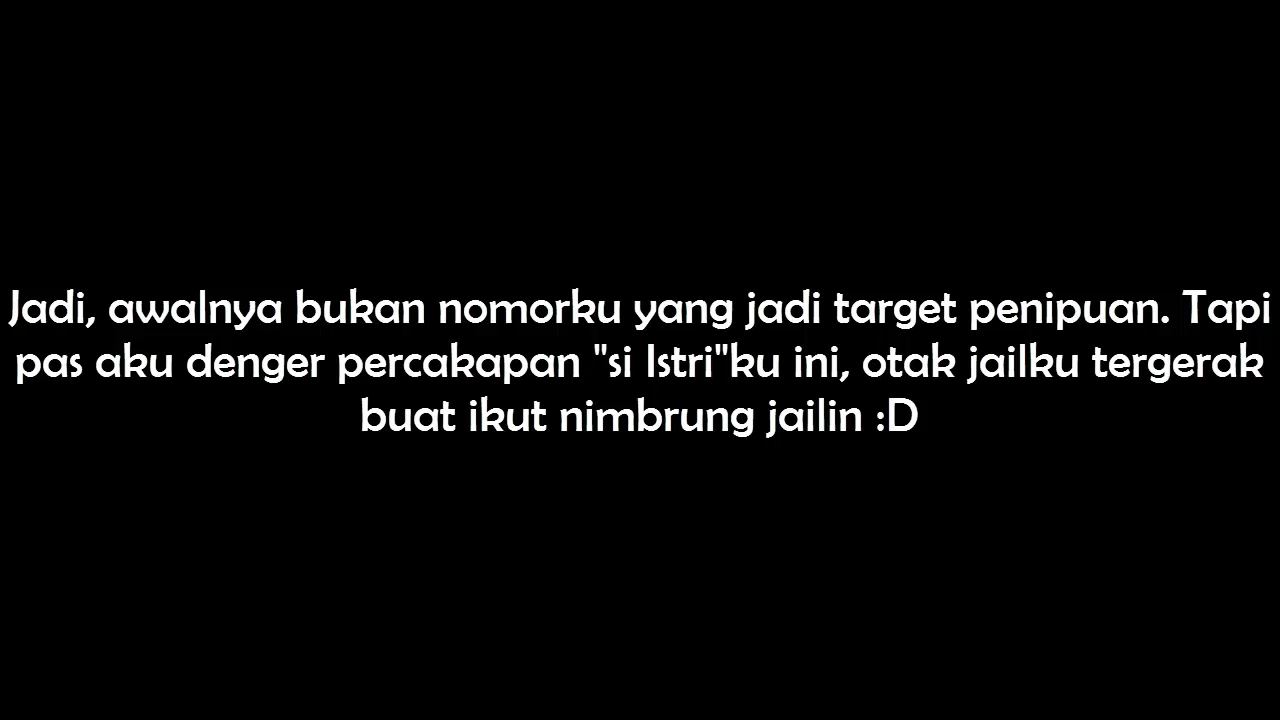 Jadi, awalnya bukan nomorku yang jadi target penipuan. Tapi
pas aku denger percakapan "si Istri"ku ini, otak jailku tergerak
buat ikut nimbrung jailin :D